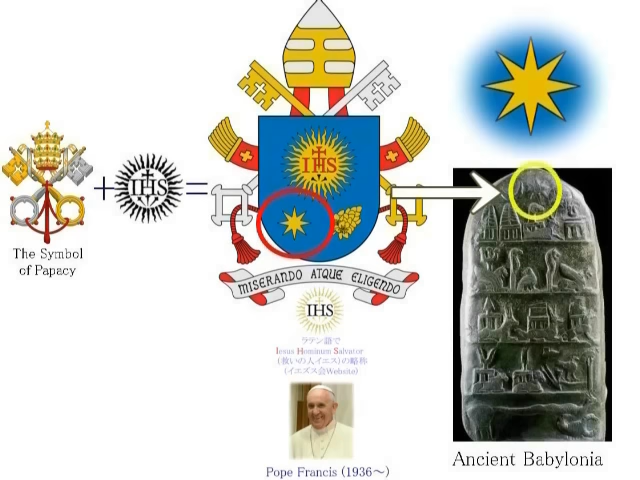 The Symbol
of Papacy
+
IHS
=
IHS
MISERANDO ATQUE ELIGENDO
IHS
ラテン語で
Iesus Hominum Salvator
(救いの人イエス)の略称
(イエズス会Website)
Pope Francis (1936〜)
Ancient Babylonia